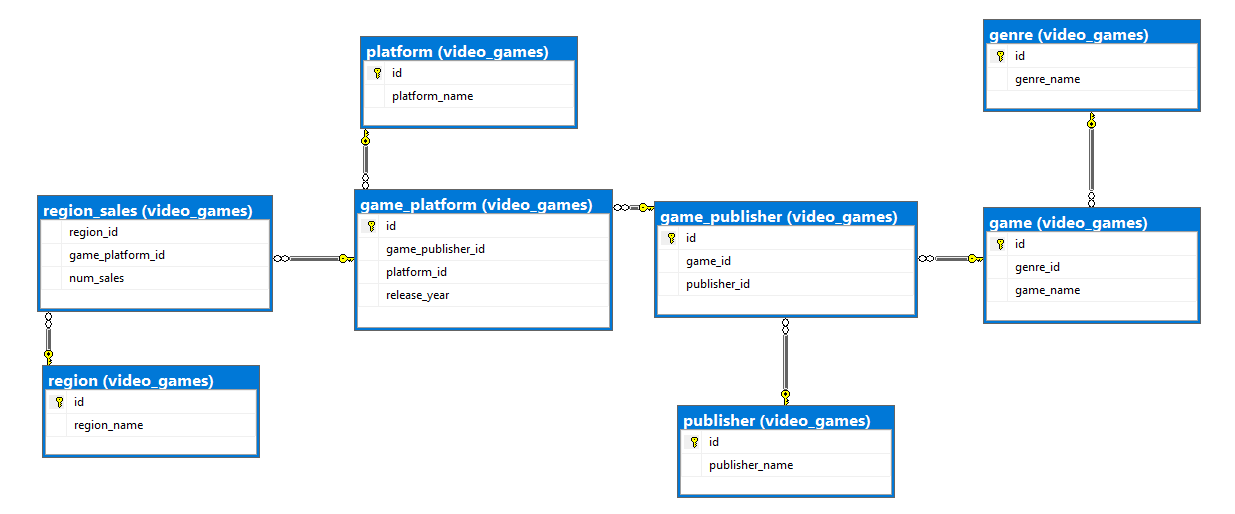 platform (video_games)
id
platform_name
genre (video_games)
id
genre_name
region_sales (video_games)
region_id
game_platform_id
num_sales
game_platform (video_games)
id
game_publisher_id
platform_id
release_year
game_publisher (video_games)
id
game_id
publisher_id
game (video_games)
id
genre_id
game_name
region (video_games)
id
region_name
publisher (video_games)
id
publisher_name